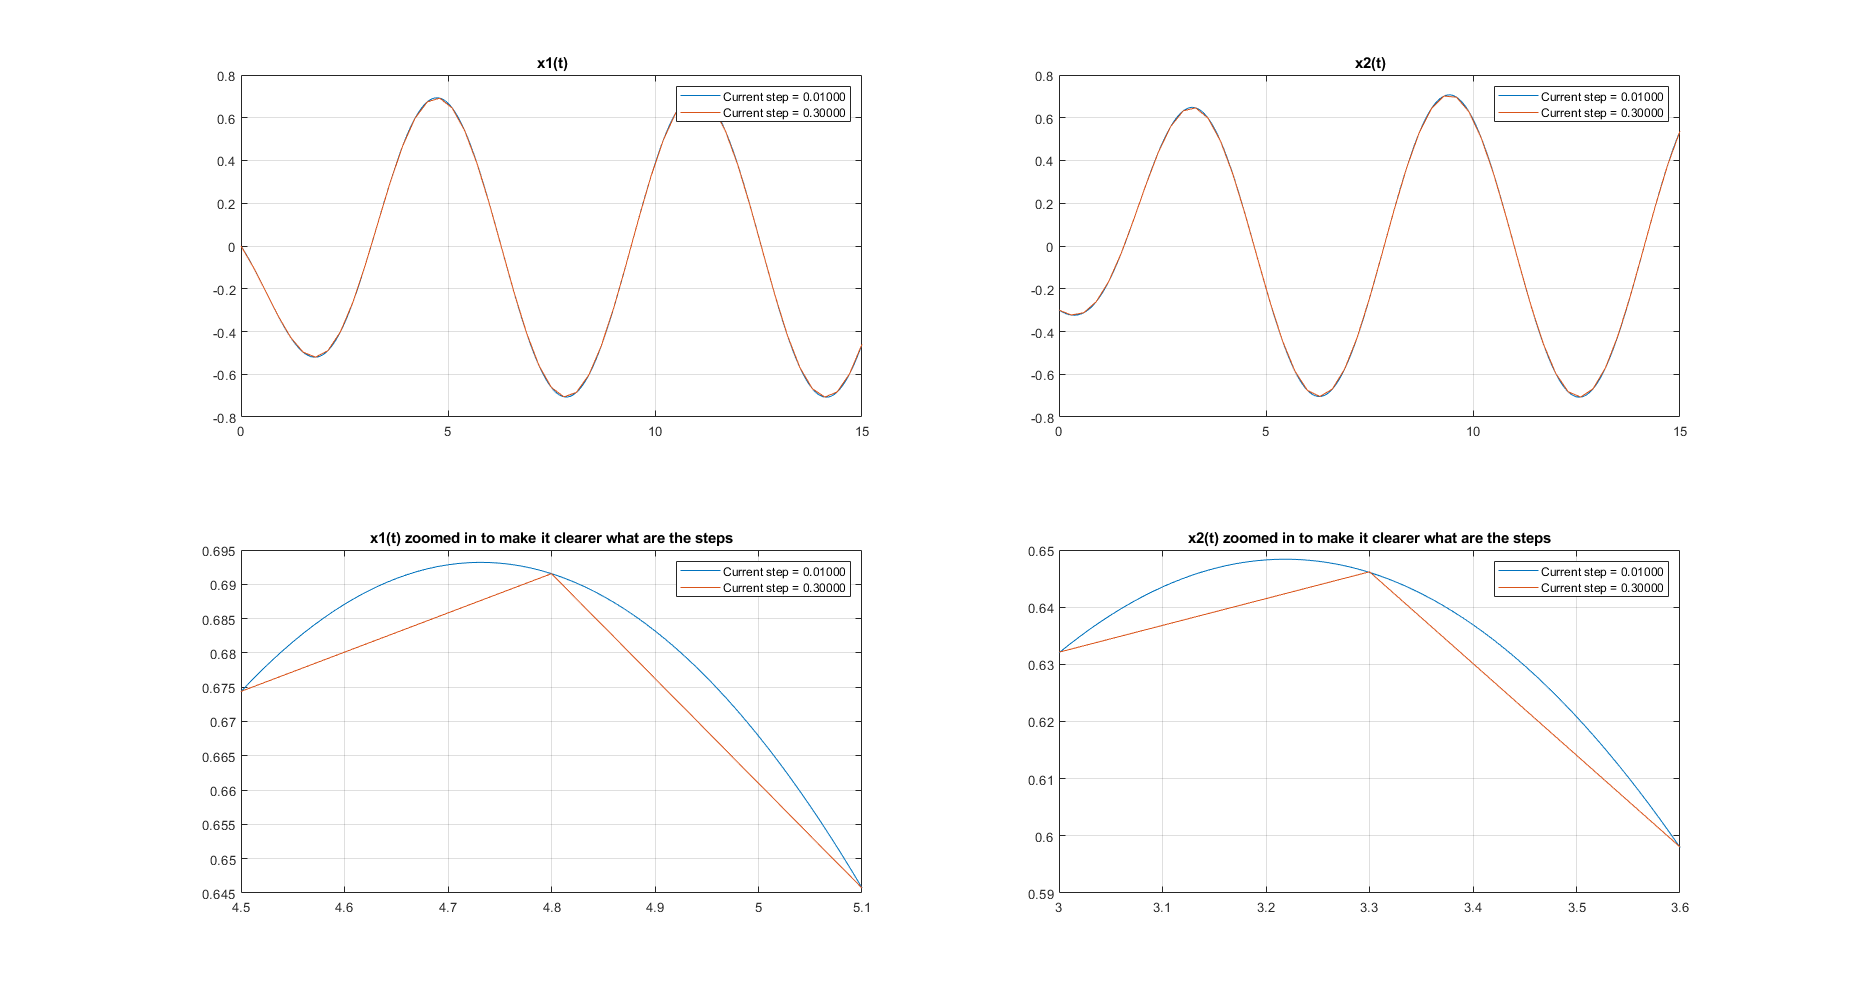 x1(t)
0.8
0.6
0.4
0.2
0
-0.2
-0.4
-0.6
-0.8
0 5 10 15
Current step = 0.01000
Current step = 0.30000
x2(t)
0.8
0.6
0.4
0.2
0
-0.2
-0.4
-0.6
-0.8
0 5 10 15
Current step = 0.01000
Current step = 0.30000
x1(t) zoomed in to make it clearer what are the steps
0.695
0.69
0.685
0.68
0.675
0.67
0.665
0.66
0.655
0.65
0.645
4.5 4.6 4.7 4.8 4.9 5 5.1
Current step = 0.01000
Current step = 0.30000
x2(t) zoomed in to make it clearer what are the steps
0.65
0.64
0.63
0.62
0.61
0.6
0.59
3 3.1 3.2 3.3 3.4 3.5 3.6
Current step = 0.01000
Current step = 0.30000